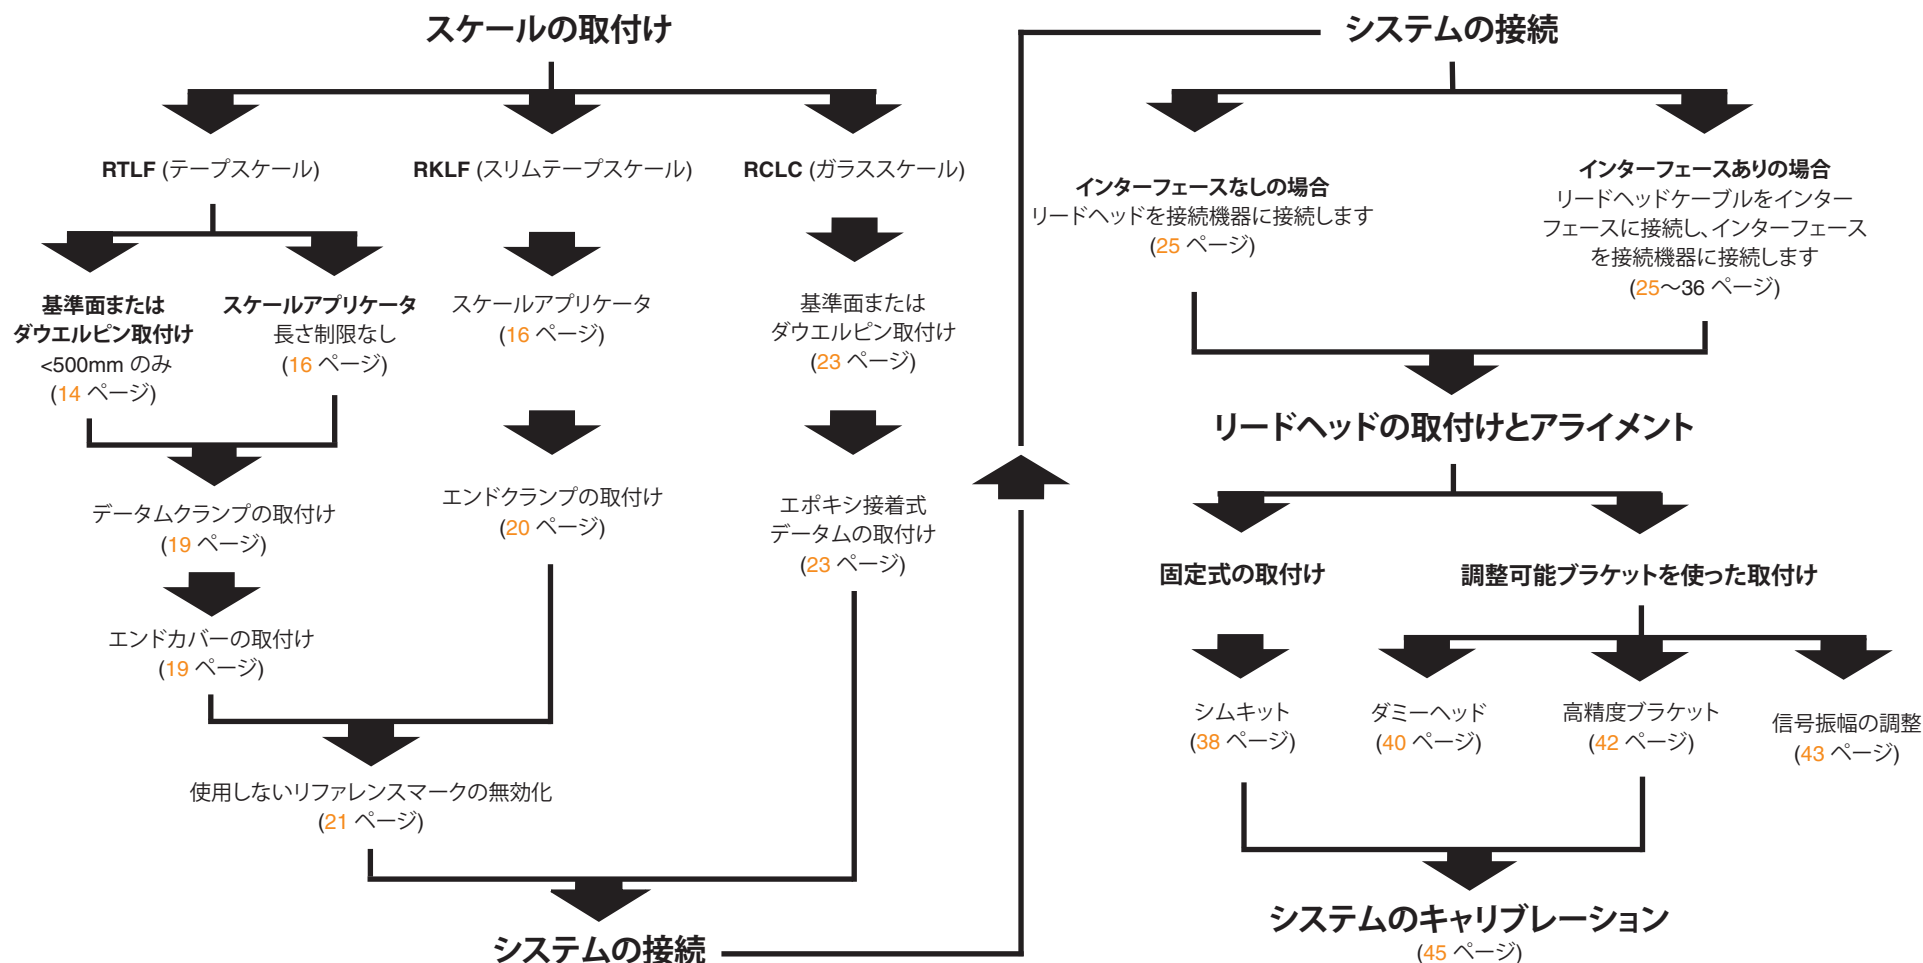 スケールの取付け
RTLF (テープスケール)
RKLF (スリムテープスケール)
RCLC (ガラススケール)
基準面または
ダウエルピン取付け
<500mm のみ
(14 ページ)
スケールアプリケータ
長さ制限なし
(16 ページ)
スケールアプリケータ
(16 ページ)
基準面または
ダウエルピン取付け
(23 ページ)
データムクランプの取付け
(19 ページ)
エンドクランプの取付け
(20 ページ)
エポキシ接着式
データムの取付け
(23 ページ)
エンドカバーの取付け
(19 ページ)
使用しないリファレンスマークの無効化
(21 ページ)
システムの接続
システムの接続
インターフェースなしの場合
リードヘッドを接続機器に接続します
(25 ページ)
インターフェースありの場合
リードヘッドケーブルをインター
フェースに接続し、インターフェース
を接続機器に接続します
(25〜36 ページ)
リードヘッドの取付けとアライメント
固定式の取付け
調整可能ブラケットを使った取付け
シムキット
(38 ページ)
ダミーヘッド
(40 ページ)
高精度ブラケット
(42 ページ)
信号振幅の調整
(43 ページ)
システムのキャリブレーション
(45 ページ)